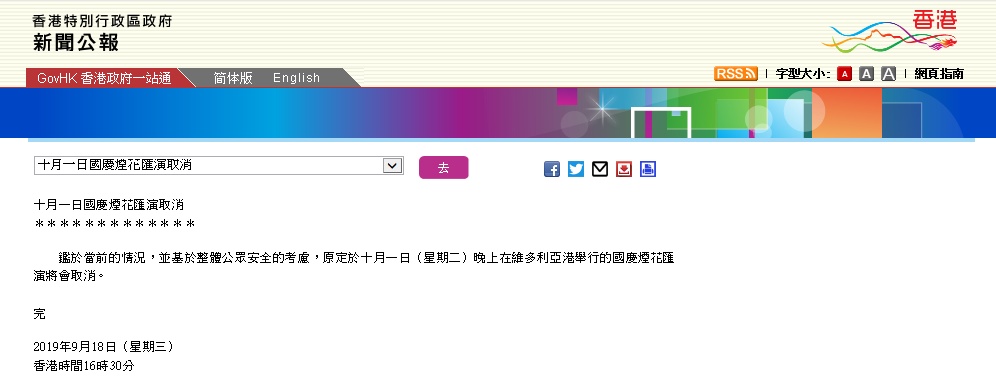 香港特別行政區政府
新聞公報
香港
GovHK 香港政府一站通 简体版 English
RSS 字型大小: A A A 網頁指南
十月一日國慶煙花匯演取消 去
十月一日國慶煙花匯演取消
＊＊＊＊＊＊＊＊＊＊＊＊＊
鑑於當前的情況，並基於整體公眾安全的考慮，原定於十月一日（星期二）晚上在維多利亞港舉行的國慶煙花匯
演將會取消。
完
2019年9月18日（星期三）
香港時間16時30分